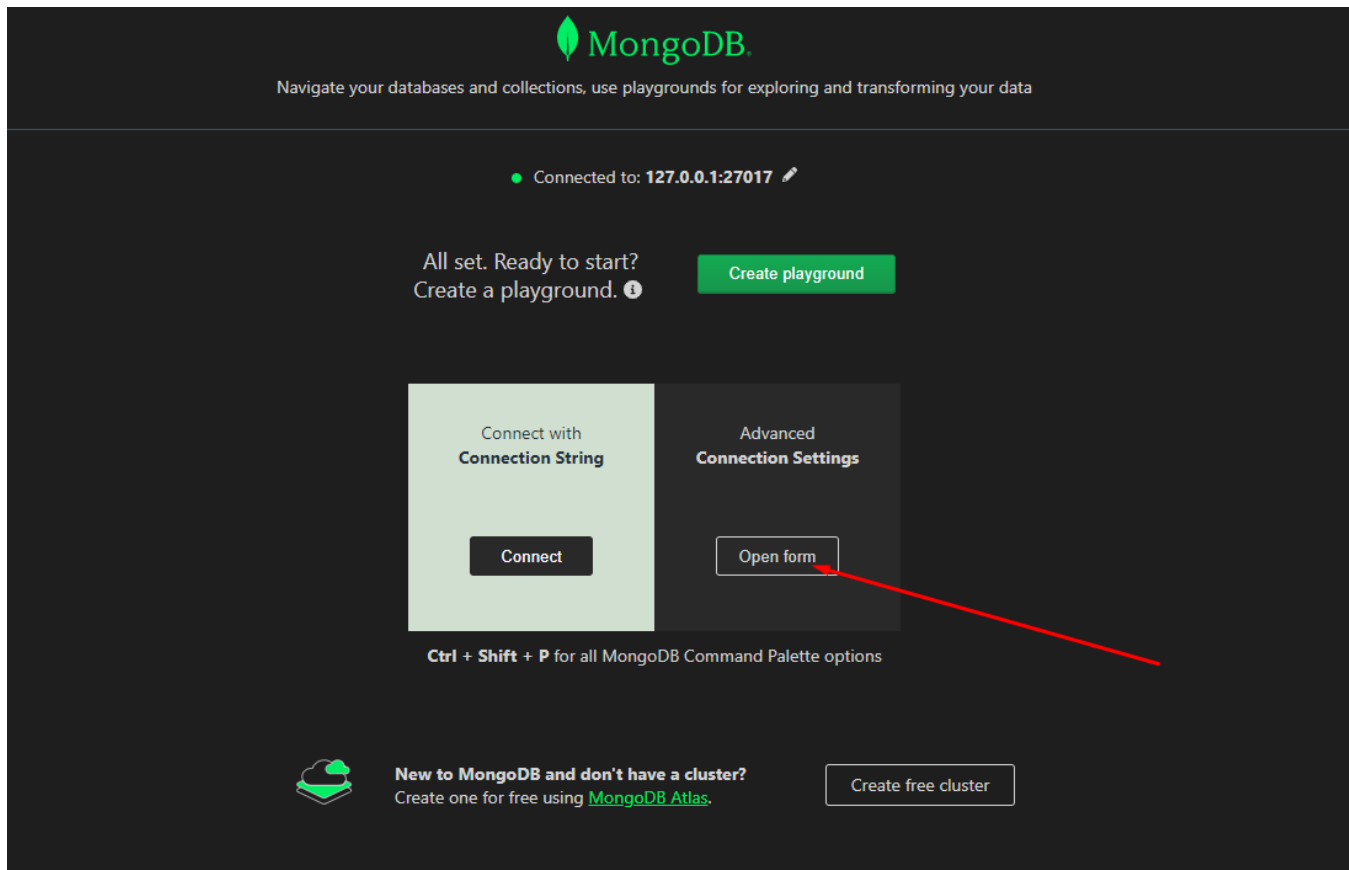 MongoDB.
Navigate your databases and collections, use playgrounds for exploring and transforming your data
Connected to: 127.0.0.1:27017
All set. Ready to start?
Create a playground.
Create playground
Connect with
Connection String
Connect
Advanced
Connection Settings
Open form
Ctrl + Shift + P for all MongoDB Command Palette options
New to MongoDB and don't have a cluster?
Create one for free using MongoDB Atlas.
Create free cluster